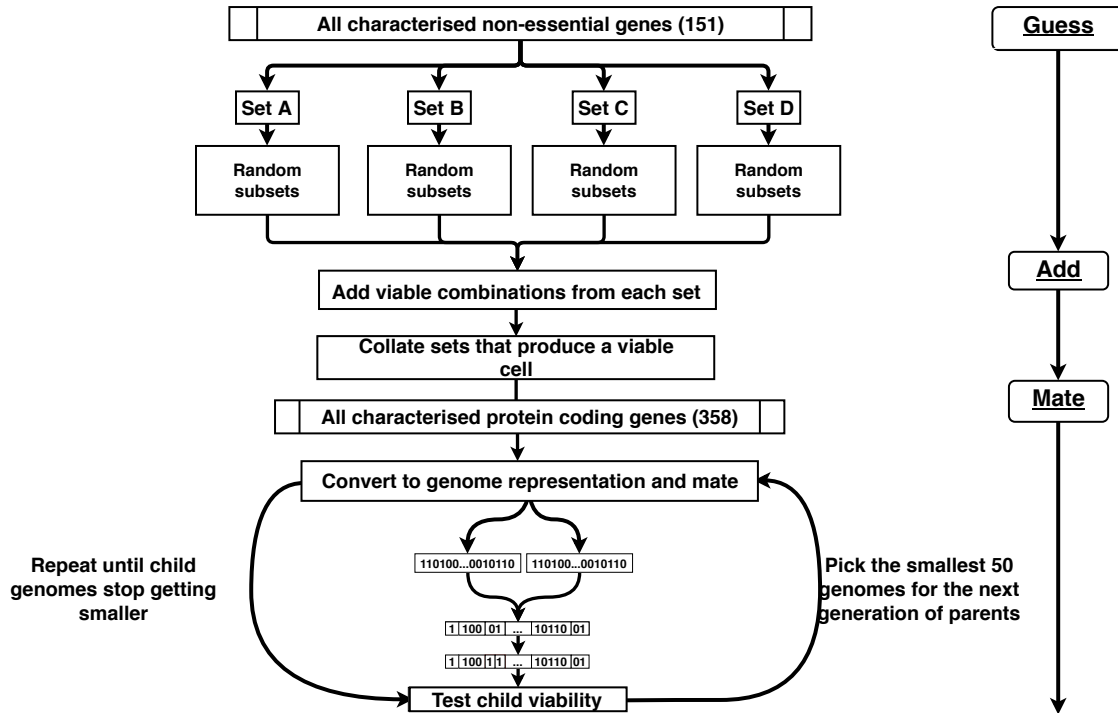 All characterised non-essential genes (151)
Guess
Set A
Set B
Set C
Set D
Random
subsets
Random
subsets
Random
subsets
Random
subsets
Add viable combinations from each set
Add
Collate sets that produce a viable
cell
Mate
All characterised protein coding genes (358)
Convert to genome representation and mate
110100...0010110
110100...0010110
Repeat until child
genomes stop getting
smaller
Pick the smallest 50
genomes for the next
generation of parents
1 100 01 ... 10110 01
1 100 1 1 ... 10110 01
Test child viability